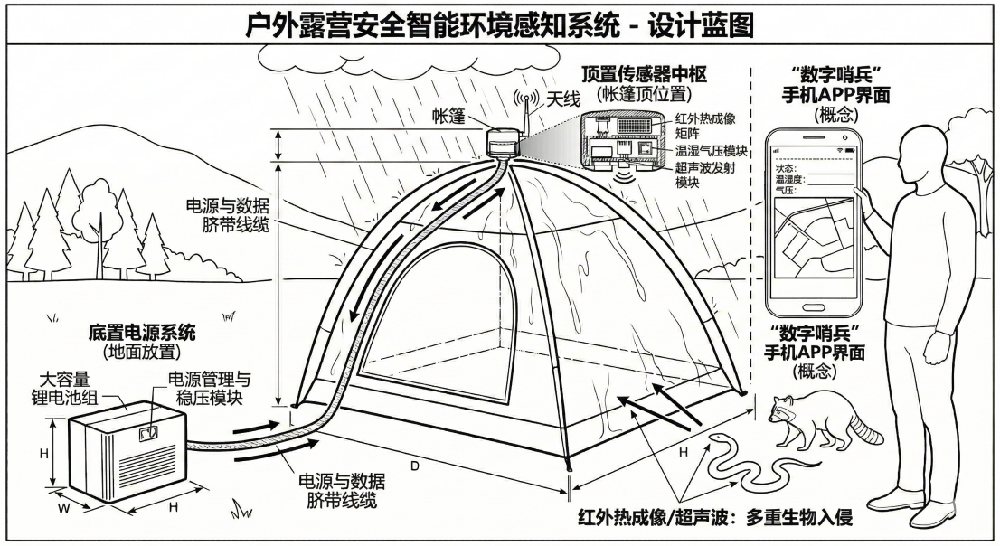 户外露营安全智能环境感知系统 - 设计蓝图
顶置传感器中枢
(帐篷顶位置)
天线
帐篷
红外热成像
矩阵
温湿气压模块
超声波发射
模块
“数字哨兵”
手机APP界面
(概念)
状态:
温湿度:
气压:
电源与数据
脐带线缆
底置电源系统
(地面放置)
大容量
锂电池组
电源管理与
稳压模块
H
W
H
L
D
H
电源与数据
脐带线缆
“数字哨兵”
手机APP界面
(概念)
红外热成像/超声波：多重生物入侵